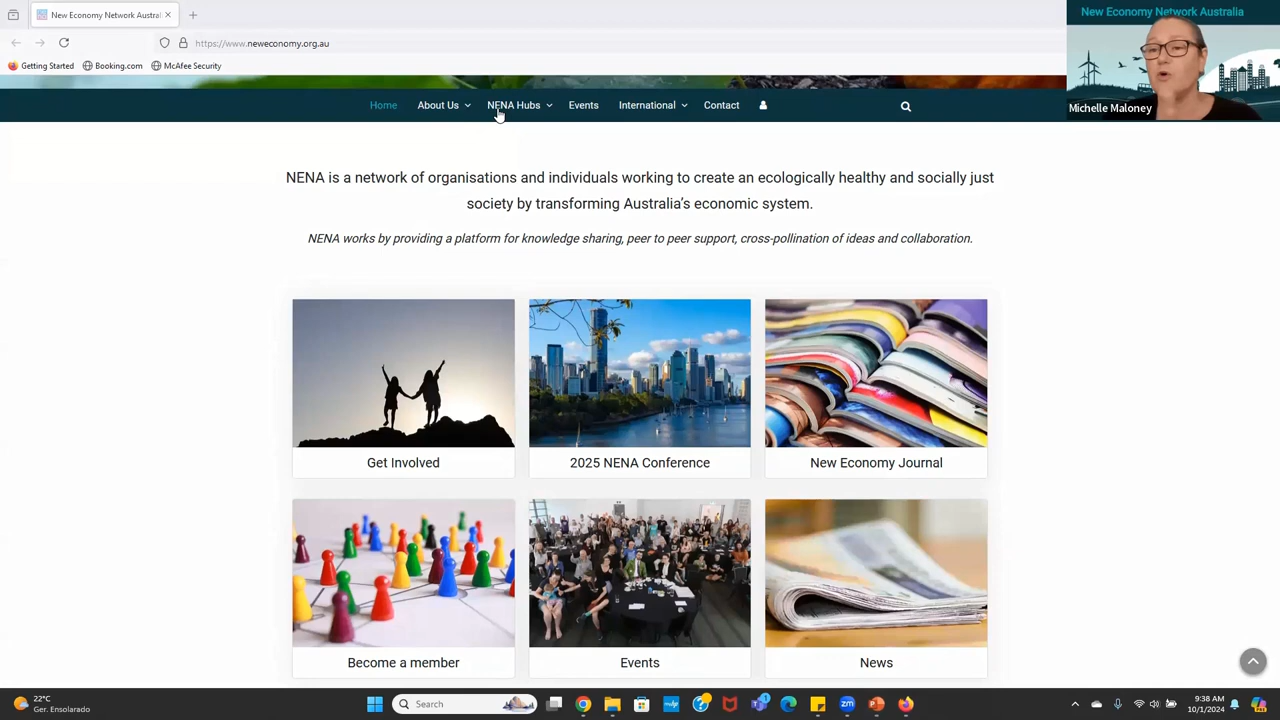 New Economy Network Austral
https://www.neweconomy.org.au
Getting Started
Booking.com
McAfee Security
New Economy Network Australia
Michelle Maloney
Home
About Us
NENA Hubs
Events
International
Contact
NENA is a network of organisations and individuals working to create an ecologically healthy and socially just
society by transforming Australia's economic system.
NENA works by providing a platform for knowledge sharing, peer to peer support, cross-pollination of ideas and collaboration.
Get Involved
2025 NENA Conference
New Economy Journal
Become a member
Events
News
22°C
Ger. Ensolarado
Search
9:38 AM
10/1/2024